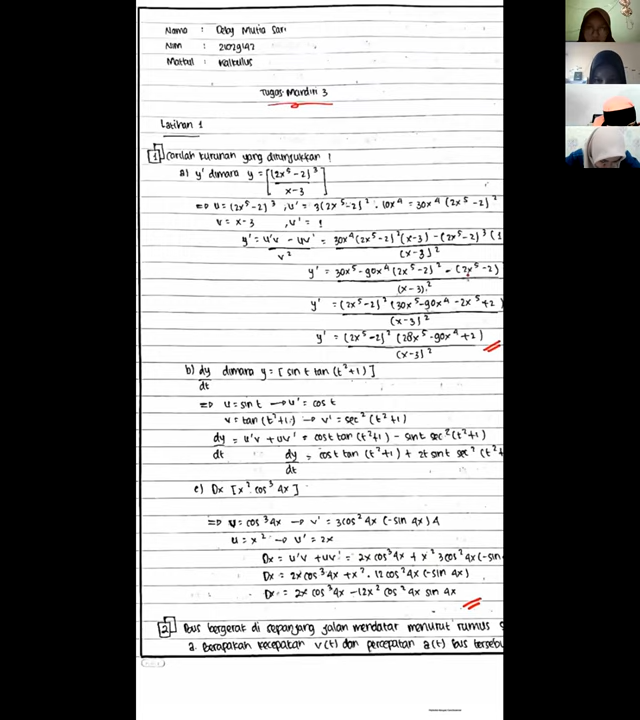 Nama : Deby Mutia Sari
Nim : 21029142
Matkul : Kalkulus
Tugas Mandiri 3
Latihan 1
1 Carilah turunan yang ditunjukkan !
a) y' dimana y = [(2x⁵-2)³ / x-3]
=> u = (2x⁵-2)³ , u' = 3(2x⁵-2)² . 10x⁴ = 30x⁴ (2x⁵-2)²
v = x-3 , v' = 1
y' = u'v - uv' / v² = 30x⁴(2x⁵-2)²(x-3) - (2x⁵-2)³ (1 / (x-3)²
y' = 30x⁵-90x⁴ (2x⁵-2)² - (2x⁵-2) / (x-3)²
y' = (2x⁵-2)² (30x⁵-90x⁴-2x⁵+2) / (x-3)²
y' = (2x⁵-2)² (28x⁵-90x⁴+2) / (x-3)²
b) dy/dt dimana y = [sin t tan (t²+1)]
=> u = sin t -> u' = cos t
v = tan (t²+1) -> v' = sec² (t²+1)
dy/dt = u'v + uv' = cos t tan (t²+1) - sin t sec² (t²+1)
dy/dt = cos t tan (t²+1) + 2t sin t sec² (t²+
c) Dx [x² cos³ 4x]
=> v = cos³ 4x -> v' = 3cos² 4x (-sin 4x) 4
u = x² -> u' = 2x
Dx = u'v + uv' = 2x cos³ 4x + x² 3cos² 4x (-sin
Dx = 2x cos³ 4x + x² . 12 cos² 4x (-sin 4x)
Dx = 2x cos³ 4x - 12x² cos² 4x sin 4x
2 Bus bergerak di sepanjang jalan mendatar menurut rumus s
a. Berapakah kecepatan v(t) dan percepatan a(t) bus tersebu